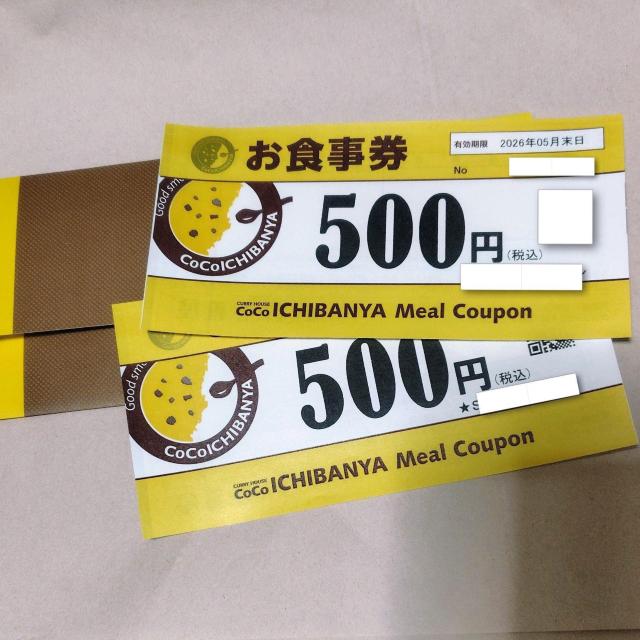 お食事券
有効期限 2026年05月末日
No
Good sm
CoCoICHIBANYA
500円(税込)
CURRY HOUSE
CoCo ICHIBANYA Meal Coupon
Good smo
CoCoICHIBANYA
500円(税込)
★S
CURRY HOUSE
CoCo ICHIBANYA Meal Coupon